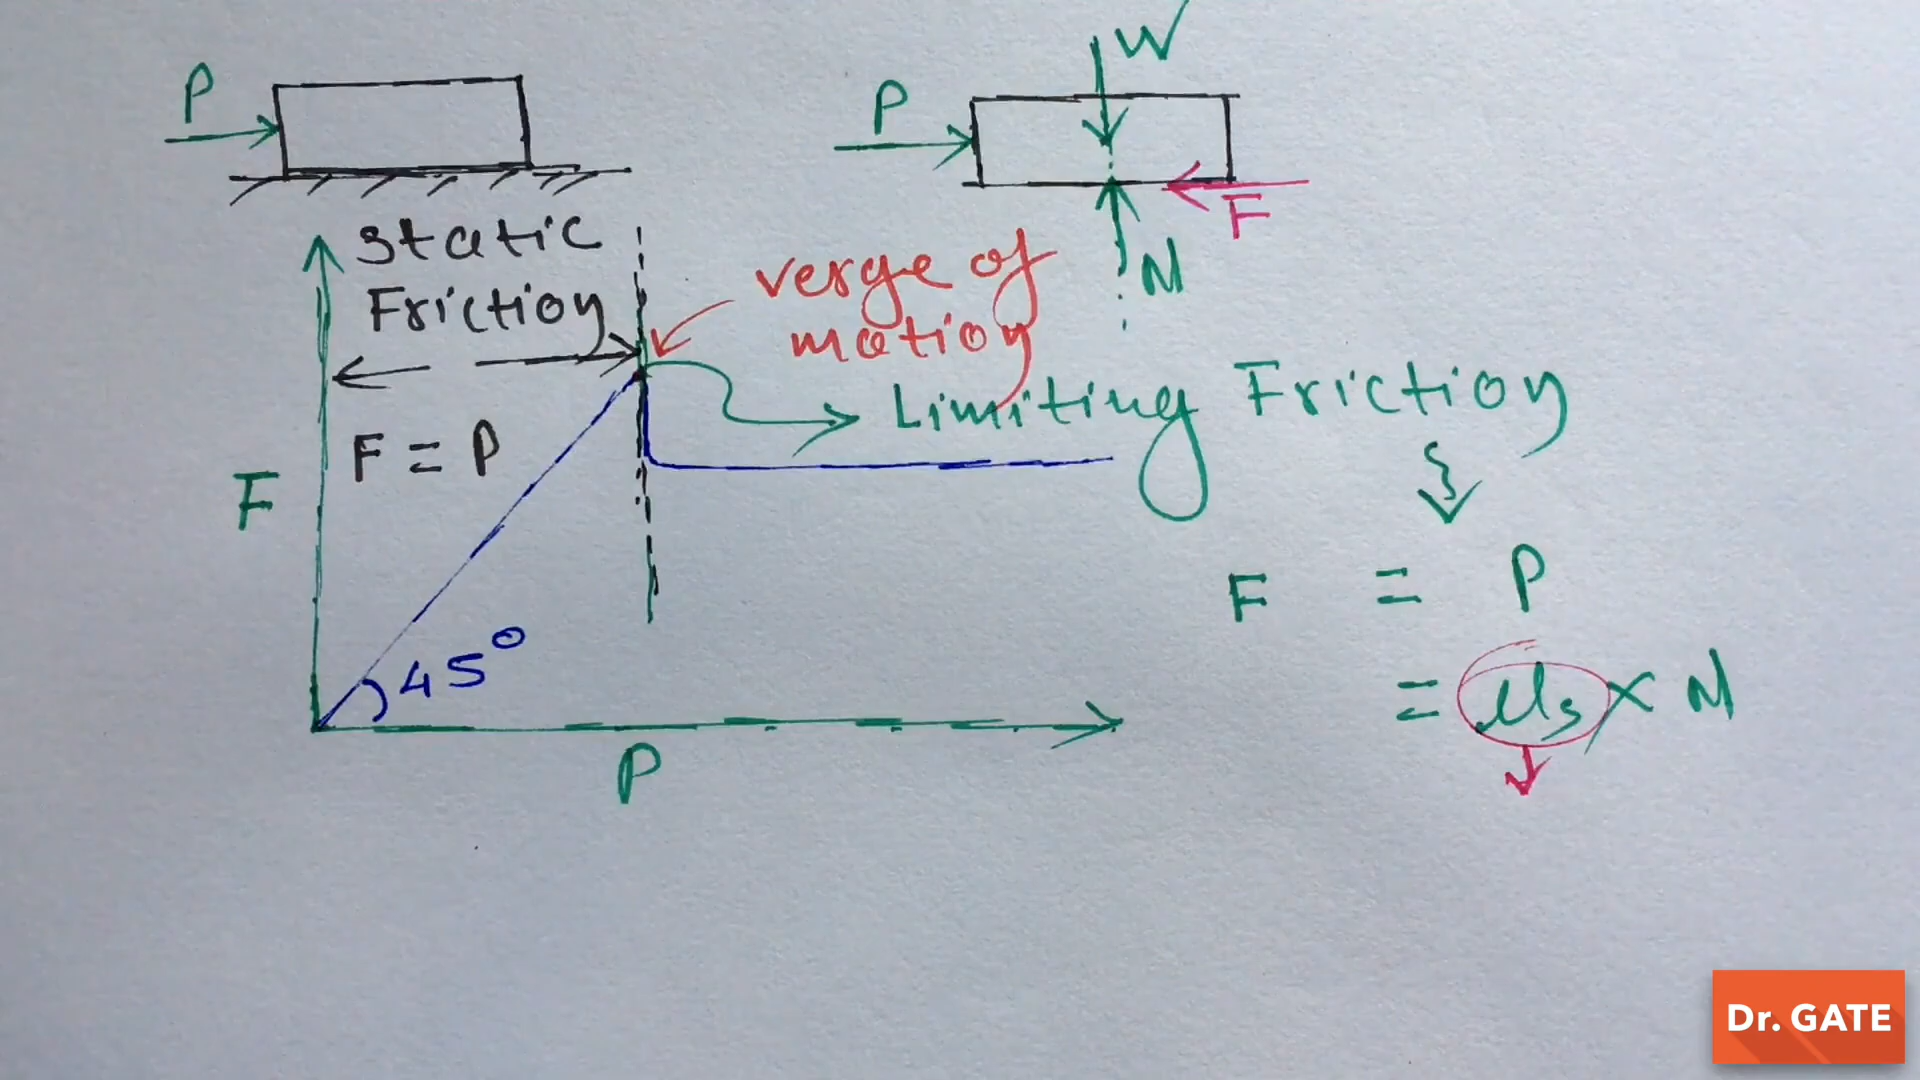 P
P
W
F
N
Static
Friction
verge of
motion
Limiting Friction
F = P
F
45°
P
F = P
= μs × N
Dr. GATE